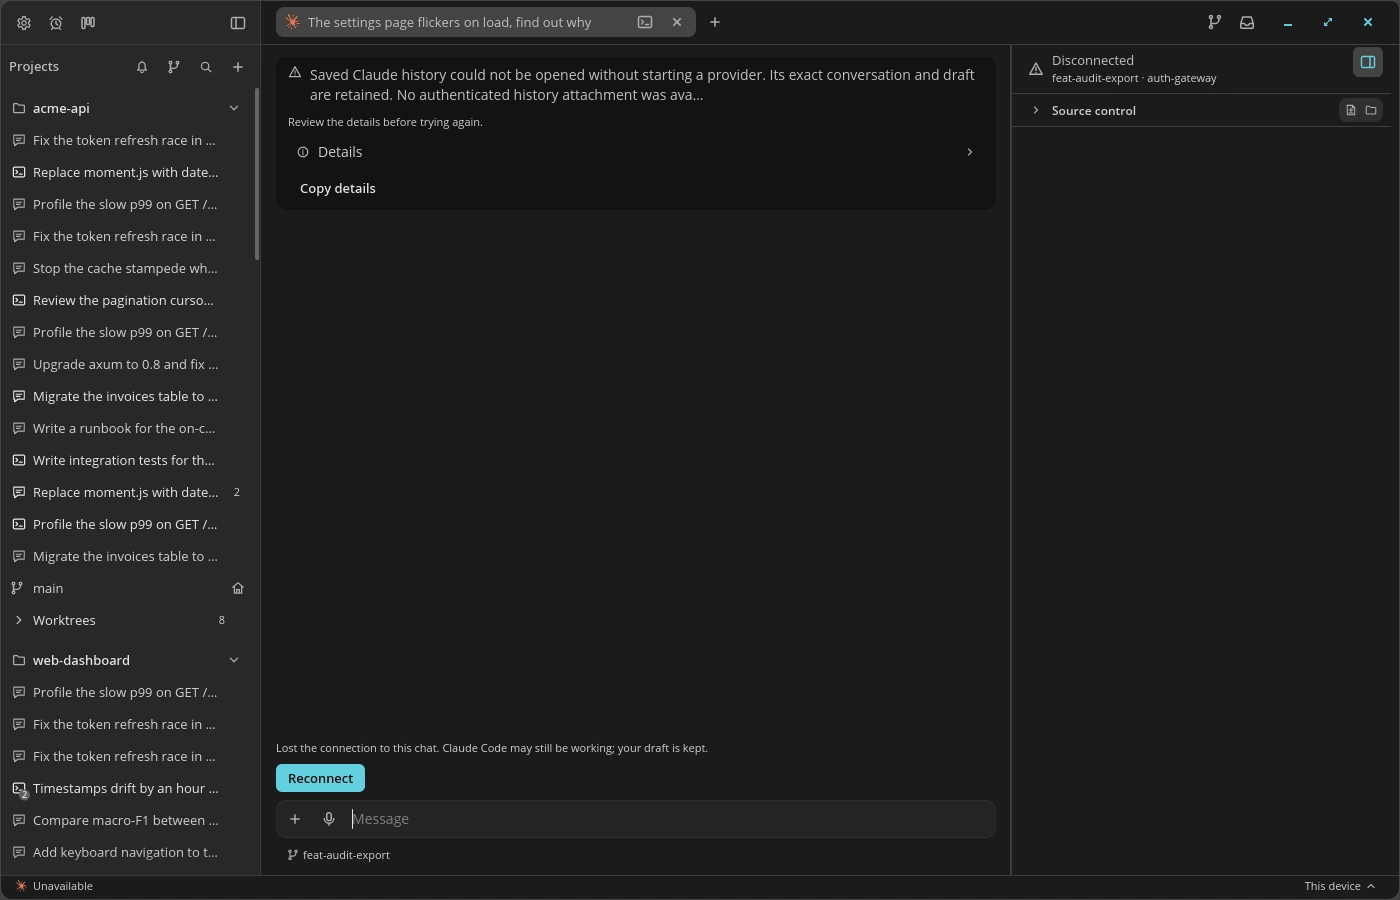 The settings page flickers on load, find out why
Projects
acme-api
Fix the token refresh race in ...
Replace moment.js with date...
Profile the slow p99 on GET /...
Fix the token refresh race in ...
Stop the cache stampede wh...
Review the pagination curso...
Profile the slow p99 on GET /...
Upgrade axum to 0.8 and fix ...
Migrate the invoices table to ...
Write a runbook for the on-c...
Write integration tests for th...
Replace moment.js with date... 2
Profile the slow p99 on GET /...
Migrate the invoices table to ...
main
Worktrees 8
web-dashboard
Profile the slow p99 on GET /...
Fix the token refresh race in ...
Fix the token refresh race in ...
2 Timestamps drift by an hour ...
Compare macro-F1 between ...
Add keyboard navigation to t...
Saved Claude history could not be opened without starting a provider. Its exact conversation and draft
are retained. No authenticated history attachment was ava...
Review the details before trying again.
Details
Copy details
Lost the connection to this chat. Claude Code may still be working; your draft is kept.
Reconnect
Message
feat-audit-export
Disconnected
feat-audit-export · auth-gateway
Source control
Unavailable
This device